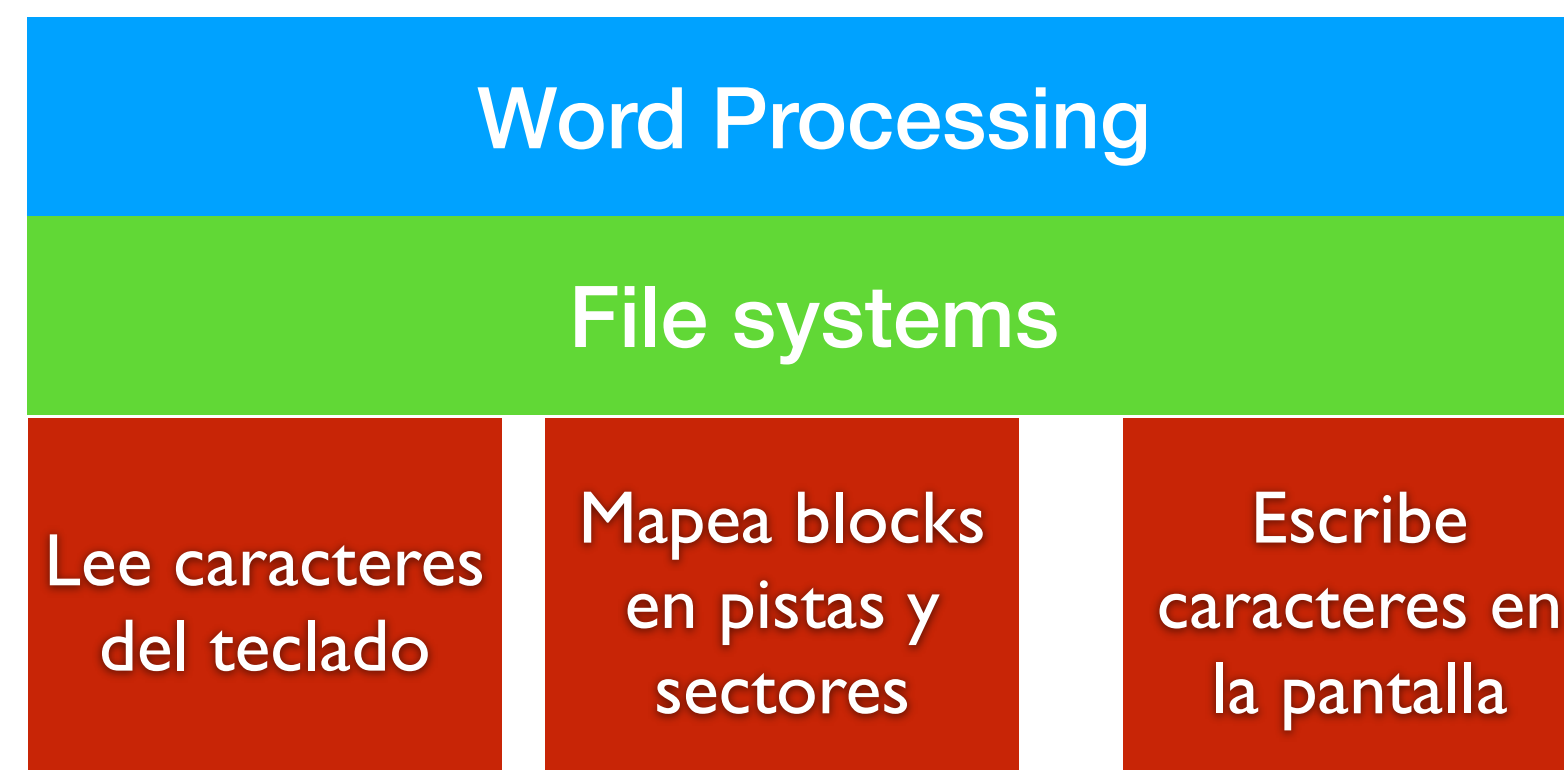 Word Processing
File systems
Lee caracteres
del teclado
Mapea blocks
en pistas y
sectores
Escribe
caracteres en
la pantalla